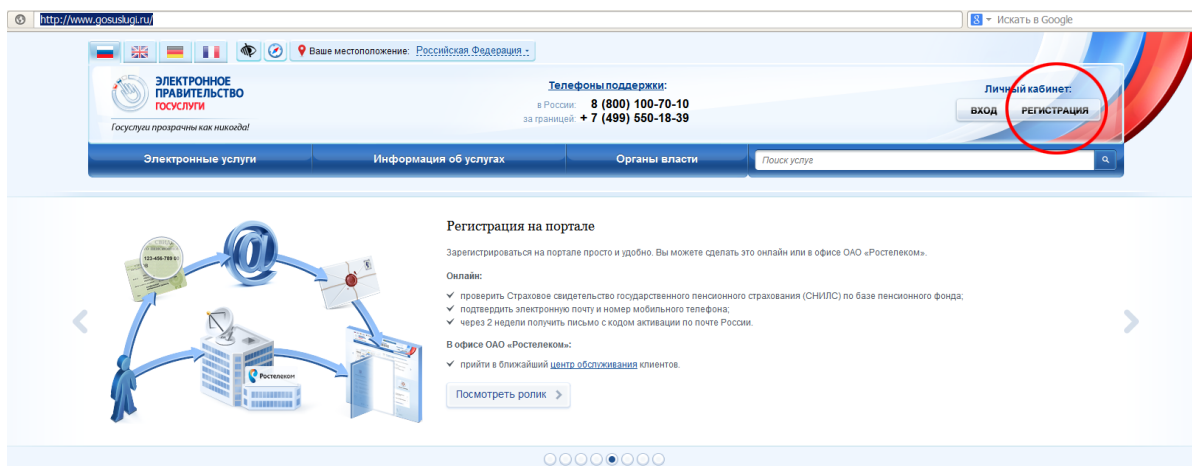 http://www.gosuslugi.ru/
Искать в Google
Ваше местоположение: Российская Федерация
ЭЛЕКТРОННОЕ
ПРАВИТЕЛЬСТВО
ГОСУСЛУГИ
Госуслуги прозрачны как никогда!
Телефоны поддержки:
в России: 8 (800) 100-70-10
за границей: + 7 (499) 550-18-39
Личный кабинет:
ВХОД РЕГИСТРАЦИЯ
Электронные услуги Информация об услугах Органы власти Поиск услуг
Регистрация на портале
Зарегистрироваться на портале просто и удобно. Вы можете сделать это онлайн или в офисе ОАО «Ростелеком».
Онлайн:
проверить Страховое свидетельство государственного пенсионного страхования (СНИЛС) по базе пенсионного фонда;
подтвердить электронную почту и номер мобильного телефона;
через 2 недели получить письмо с кодом активации по почте России.
В офисе ОАО «Ростелеком»:
прийти в ближайший центр обслуживания клиентов.
Посмотреть ролик
123-456-789 01
Ростелеком